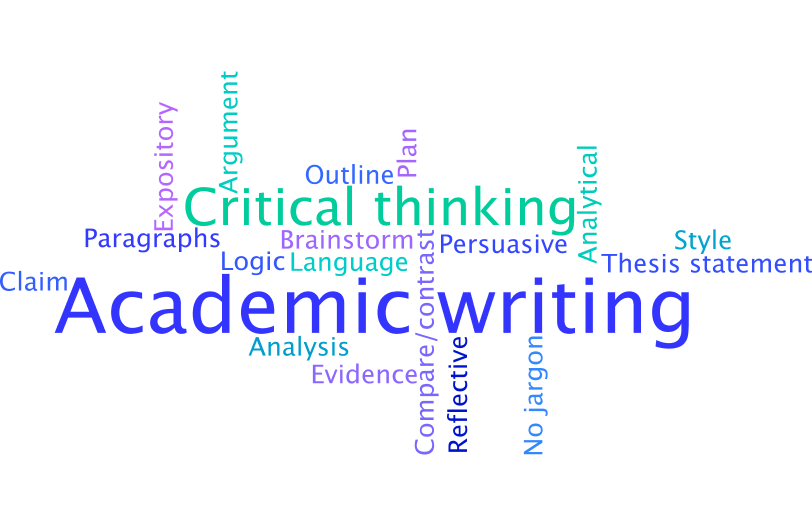 Expository
Argument
Plan
Outline
Analytical
Critical thinking
Paragraphs
Brainstorm
Persuasive
Style
Logic
Language
Thesis statement
Claim
Academic writing
Compare/contrast
Analysis
Evidence
Reflective
No jargon